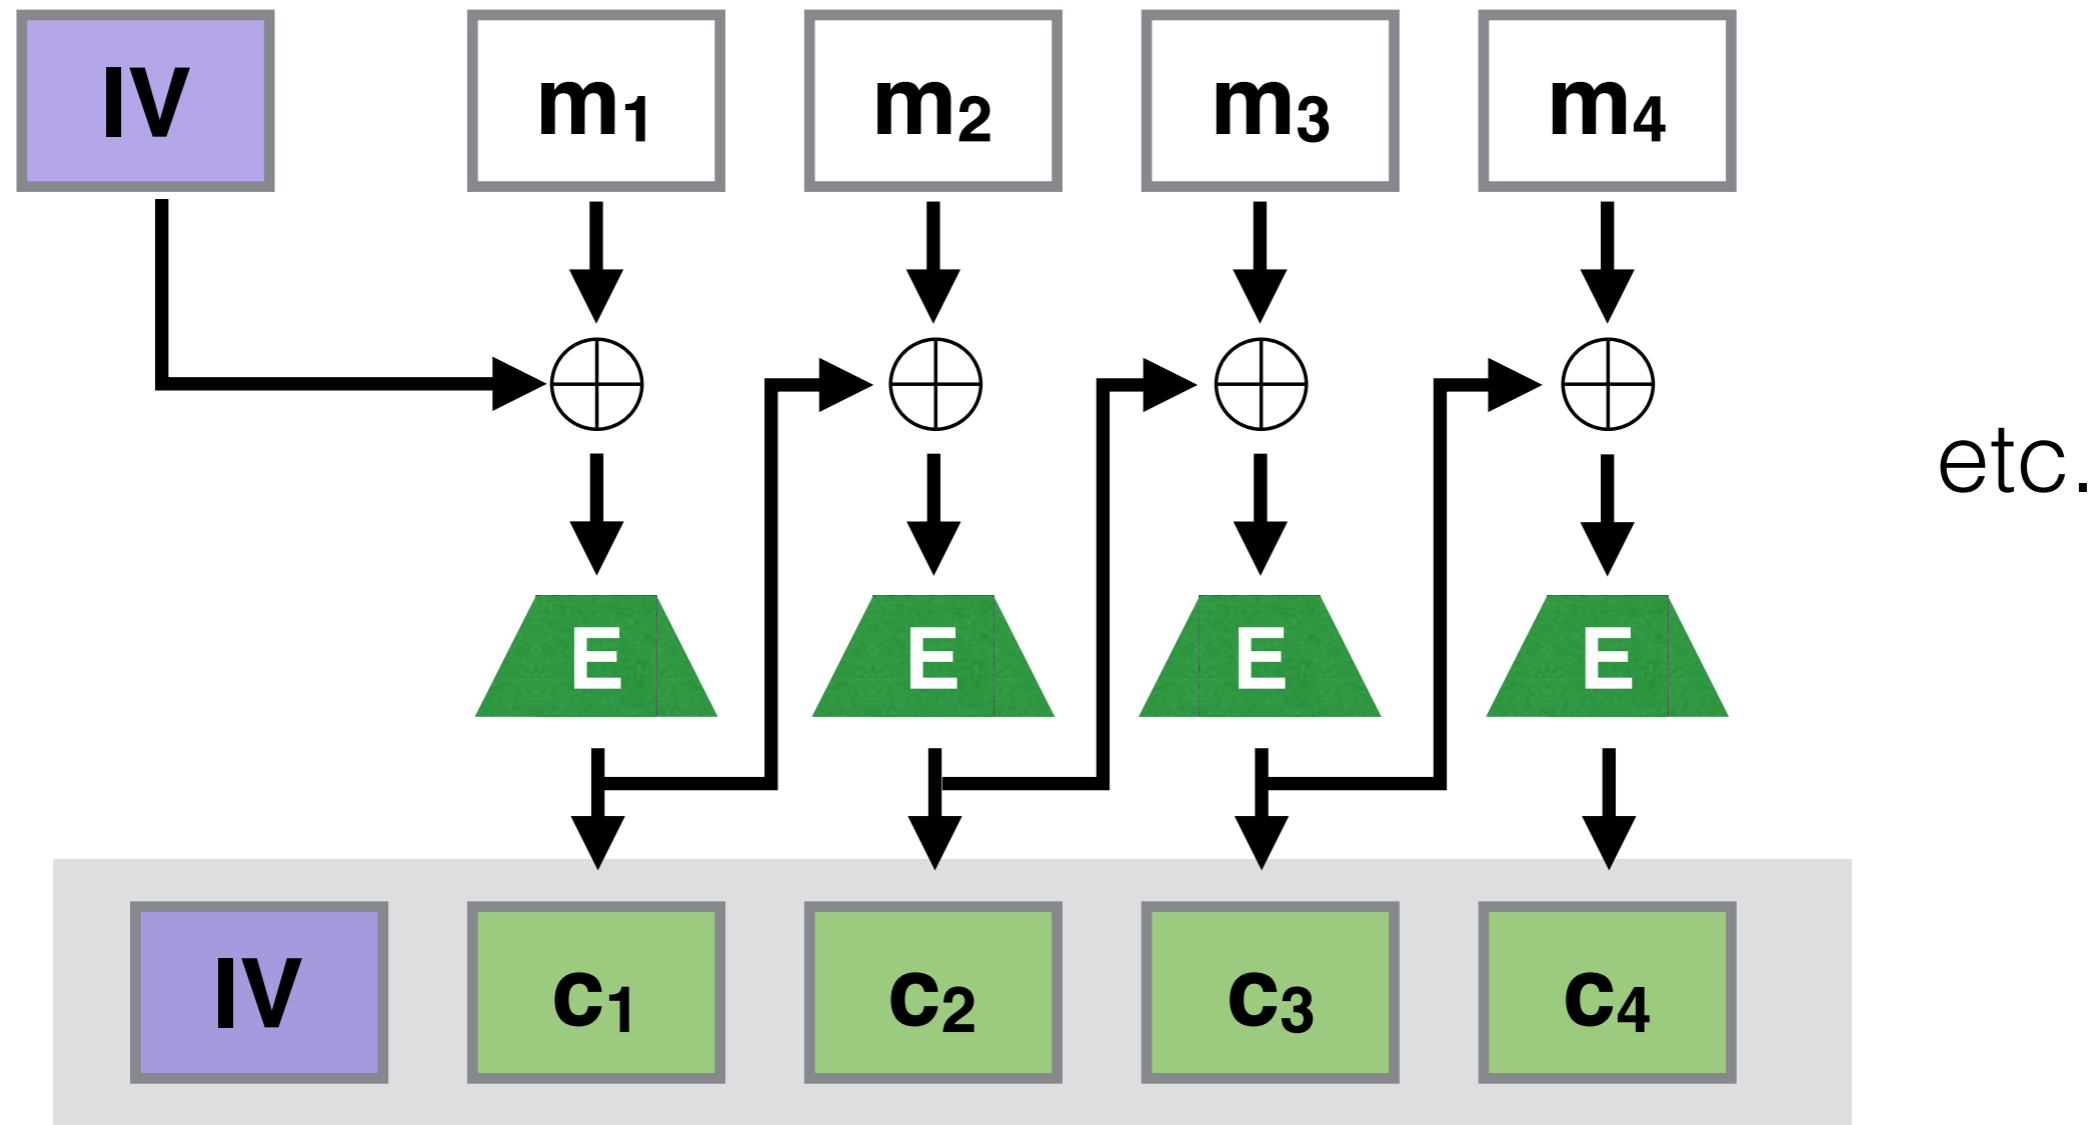 IV m₁ m₂ m₃ m₄
etc.
E E E E
IV c₁ c₂ c₃ c₄